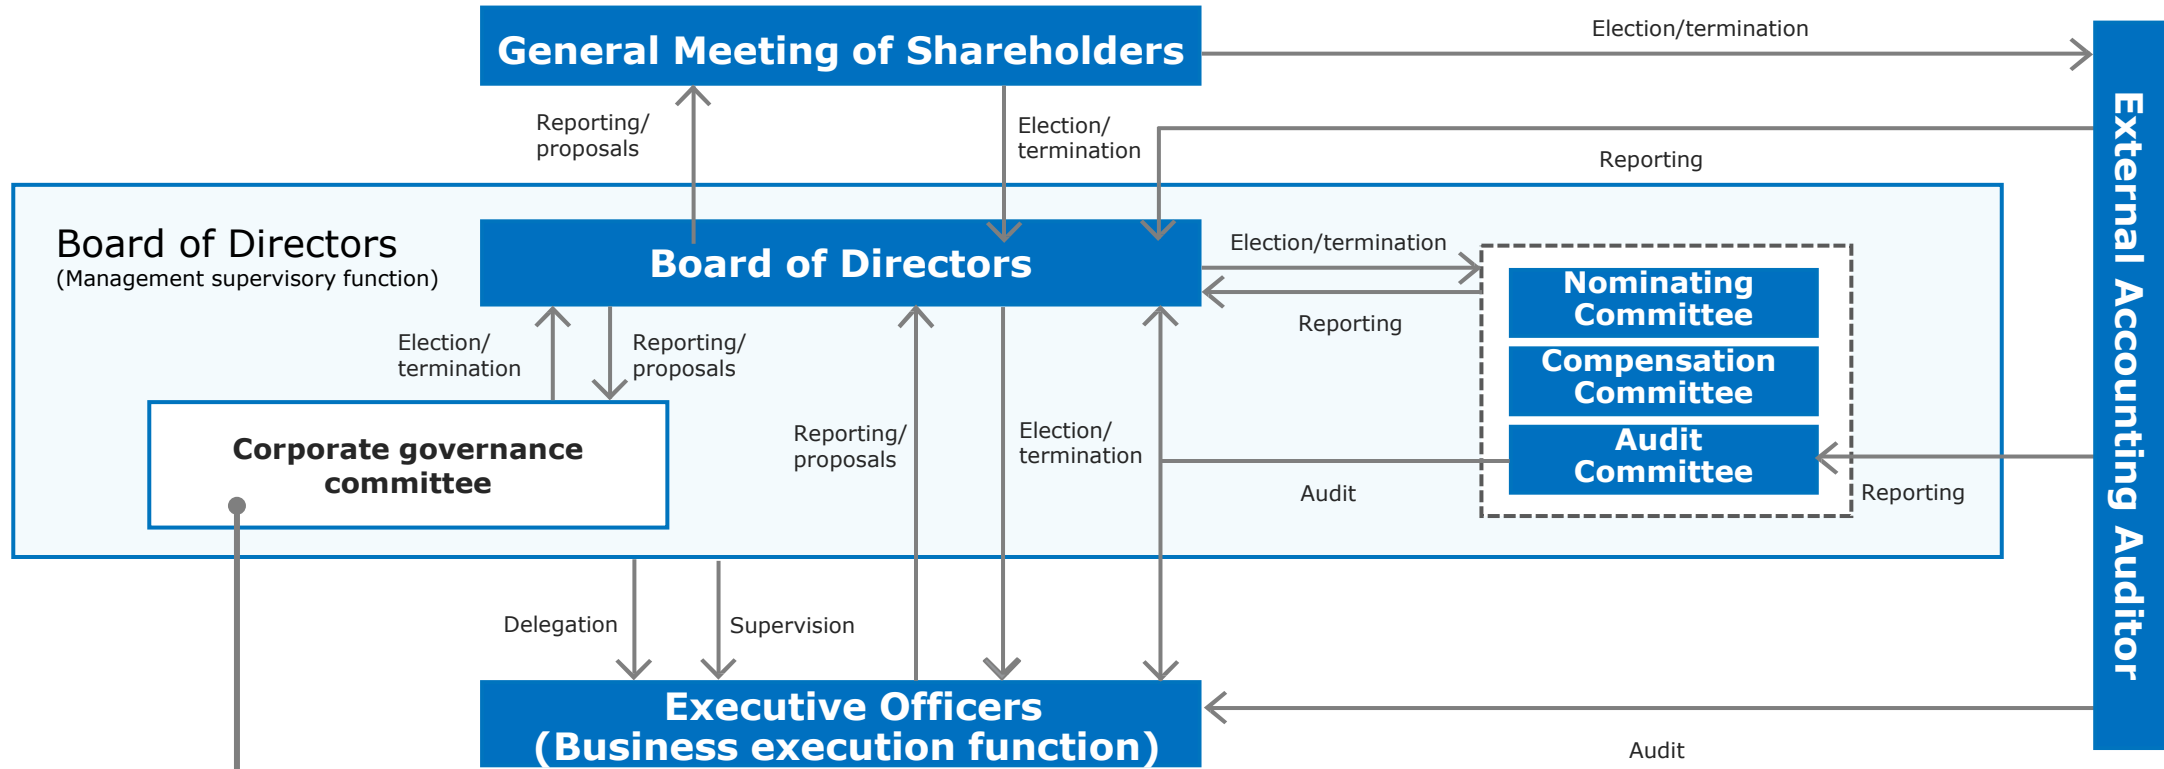 General Meeting of Shareholders
Election/termination
Reporting/
proposals
Election/
termination
Reporting
External Accounting Auditor
Board of Directors
(Management supervisory function)
Board of Directors
Election/termination
Reporting
Nominating
Committee
Compensation
Committee
Audit
Committee
Election/
termination
Reporting/
proposals
Corporate governance
committee
Reporting/
proposals
Election/
termination
Audit
Reporting
Delegation
Supervision
Executive Officers
(Business execution function)
Audit